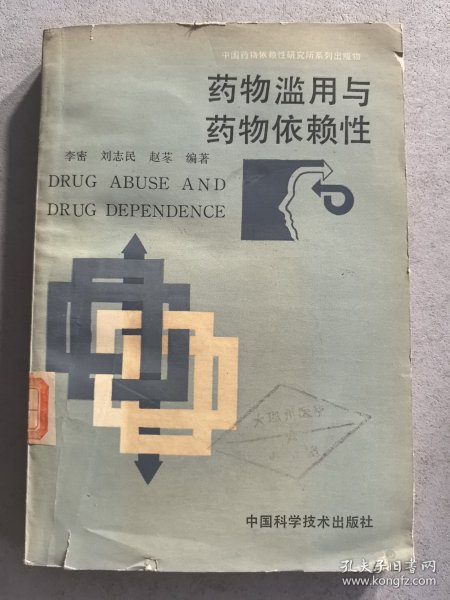 中国药物依赖性研究所系列出版物
药物滥用与
药物依赖性
李密 刘志民 赵苳 编著
DRUG ABUSE AND
DRUG DEPENDENCE
中国科学技术出版社
孔夫子旧书网
www.kongfz.com